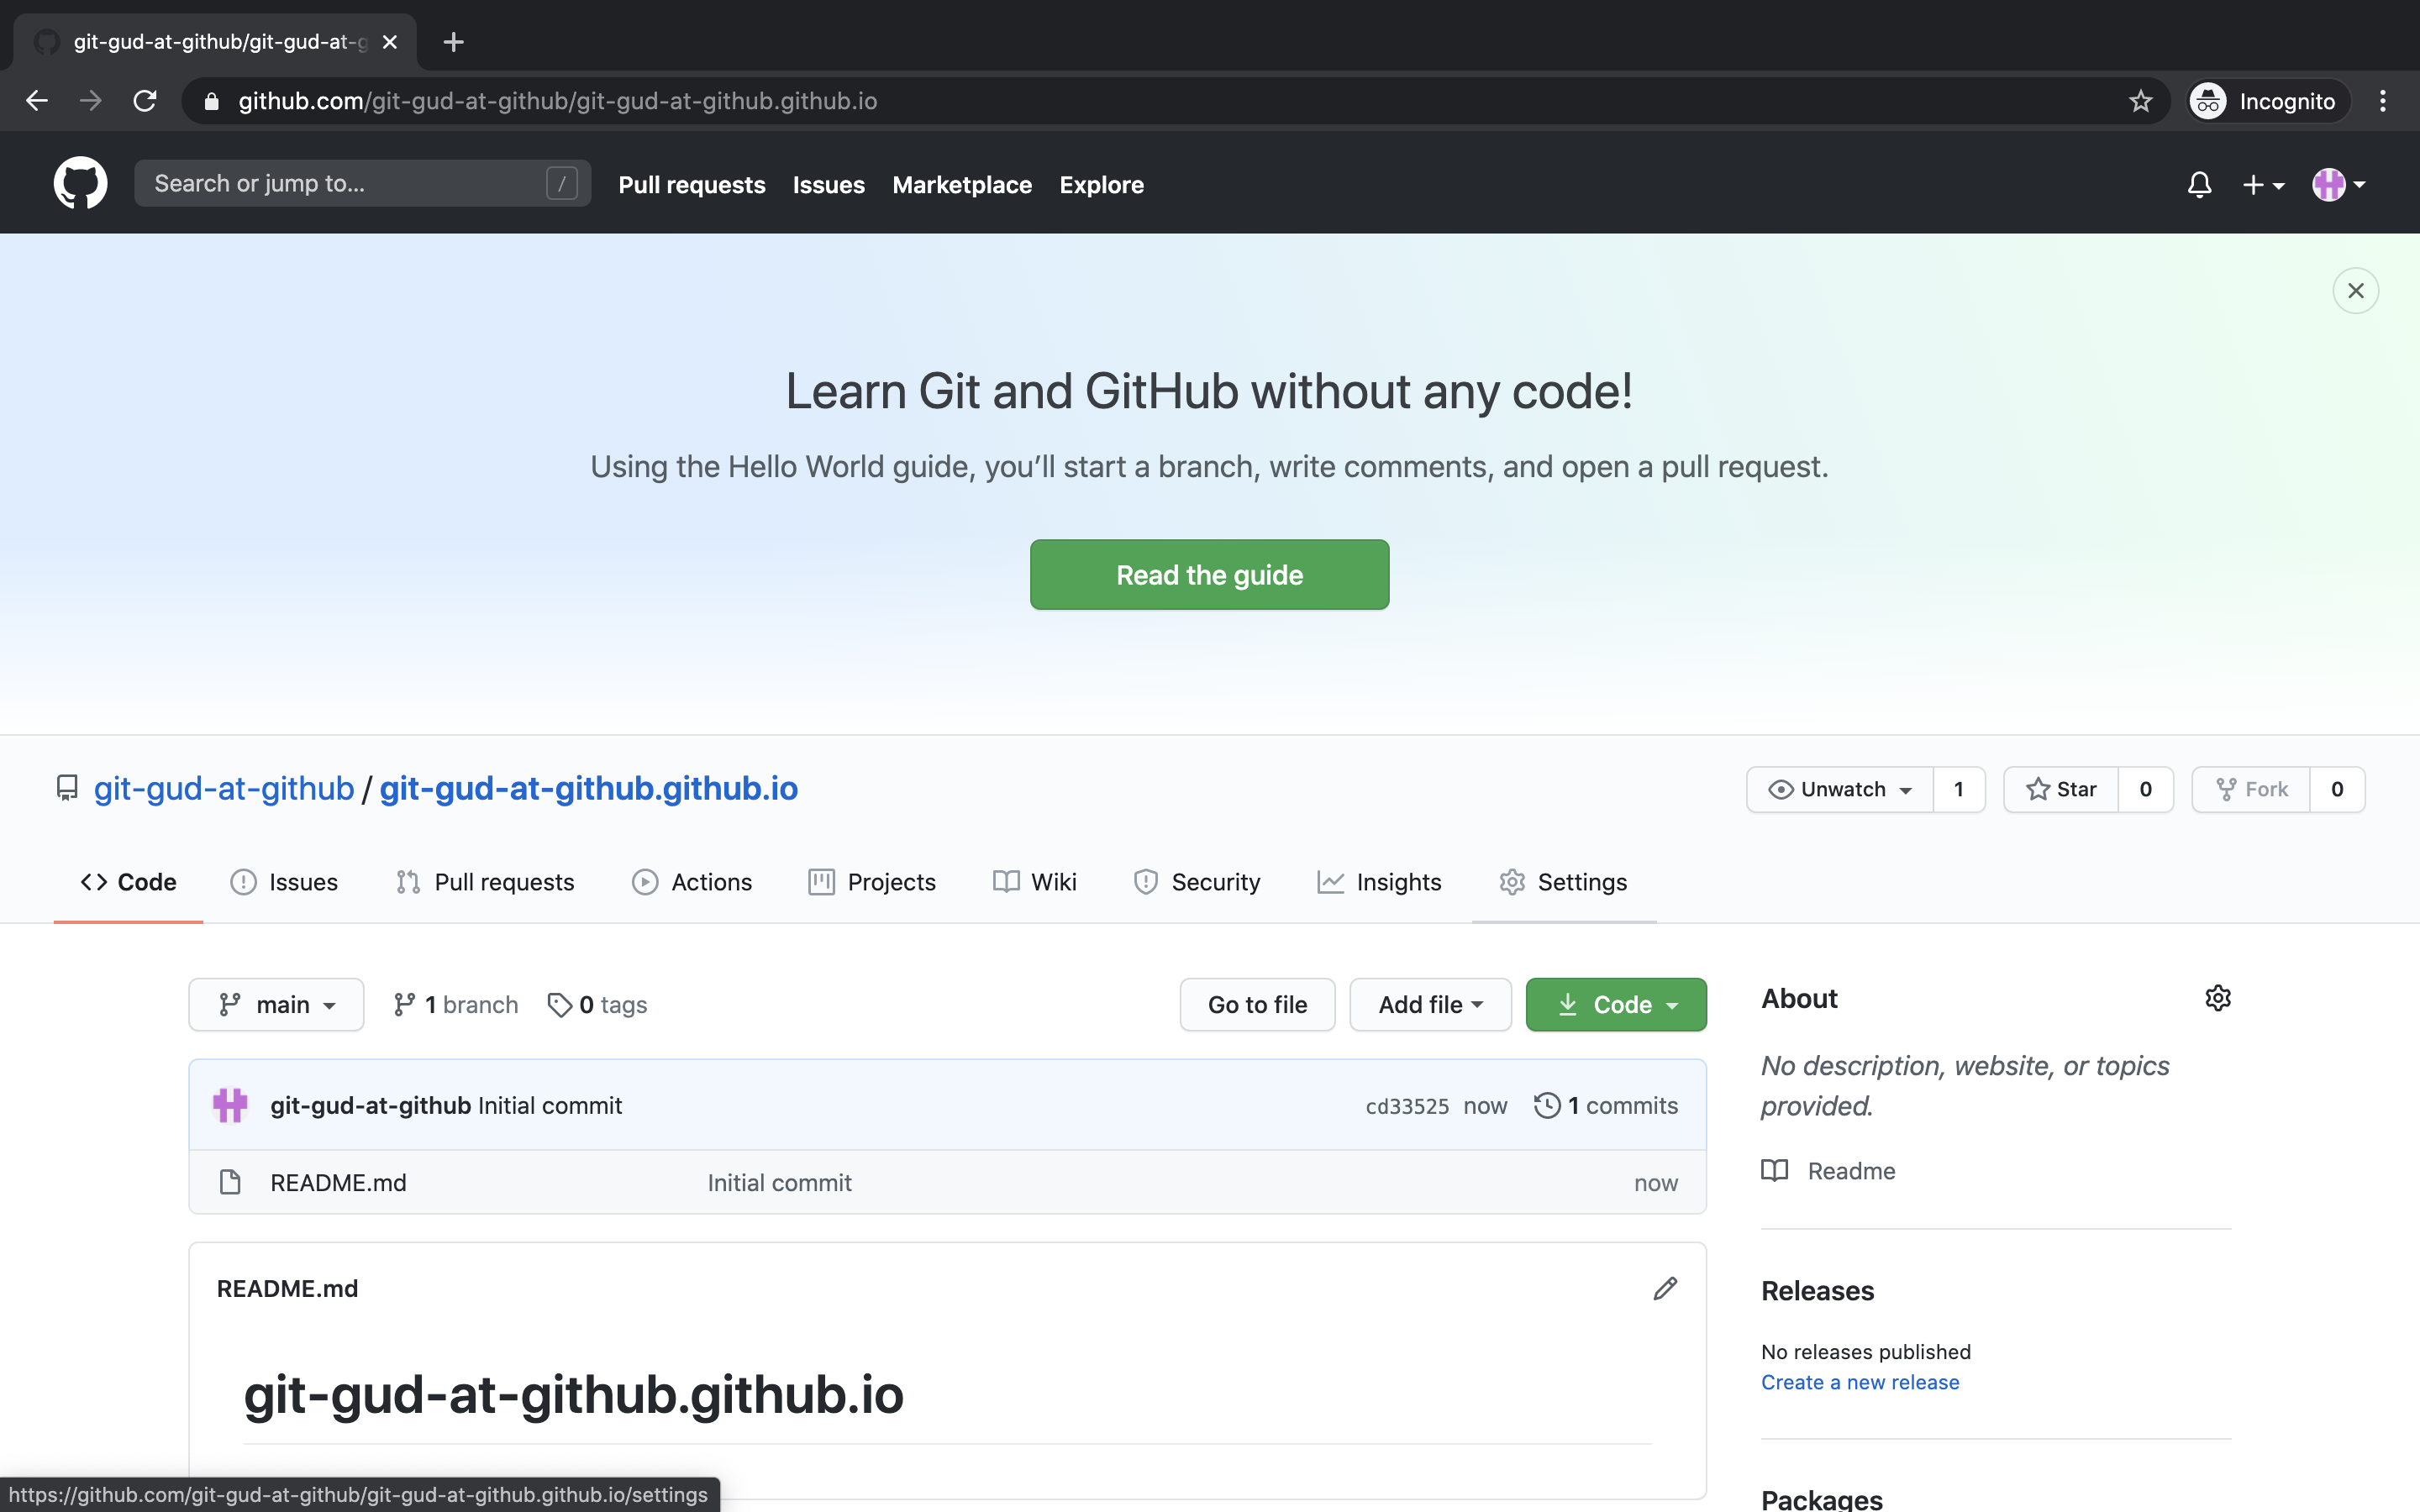 git-gud-at-github/git-gud-at-g
github.com/git-gud-at-github/git-gud-at-github.github.io
Incognito
Search or jump to... /
Pull requests Issues Marketplace Explore
Learn Git and GitHub without any code!
Using the Hello World guide, you’ll start a branch, write comments, and open a pull request.
Read the guide
git-gud-at-github / git-gud-at-github.github.io
Unwatch 1 Star 0 Fork 0
Code Issues Pull requests Actions Projects Wiki Security Insights Settings
main 1 branch 0 tags Go to file Add file Code
git-gud-at-github Initial commit cd33525 now 1 commits
README.md Initial commit now
README.md
git-gud-at-github.github.io
About
No description, website, or topics
provided.
Readme
Releases
No releases published
Create a new release
Packages
https://github.com/git-gud-at-github/git-gud-at-github.github.io/settings